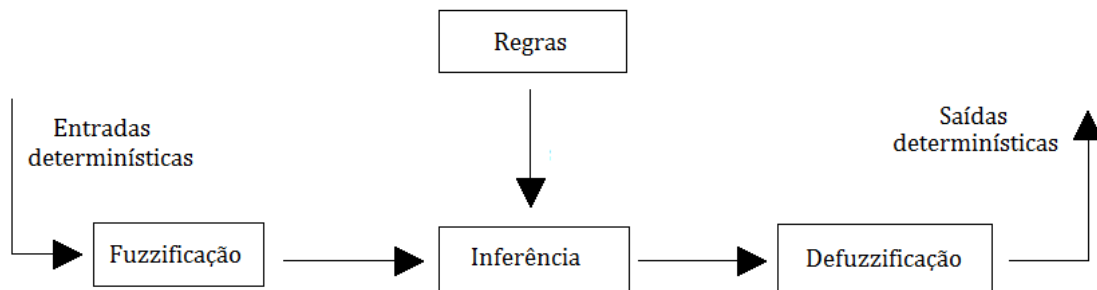 Regras
Entradas
determinísticas
Saídas
determinísticas
Fuzzificação
Inferência
Defuzzificação